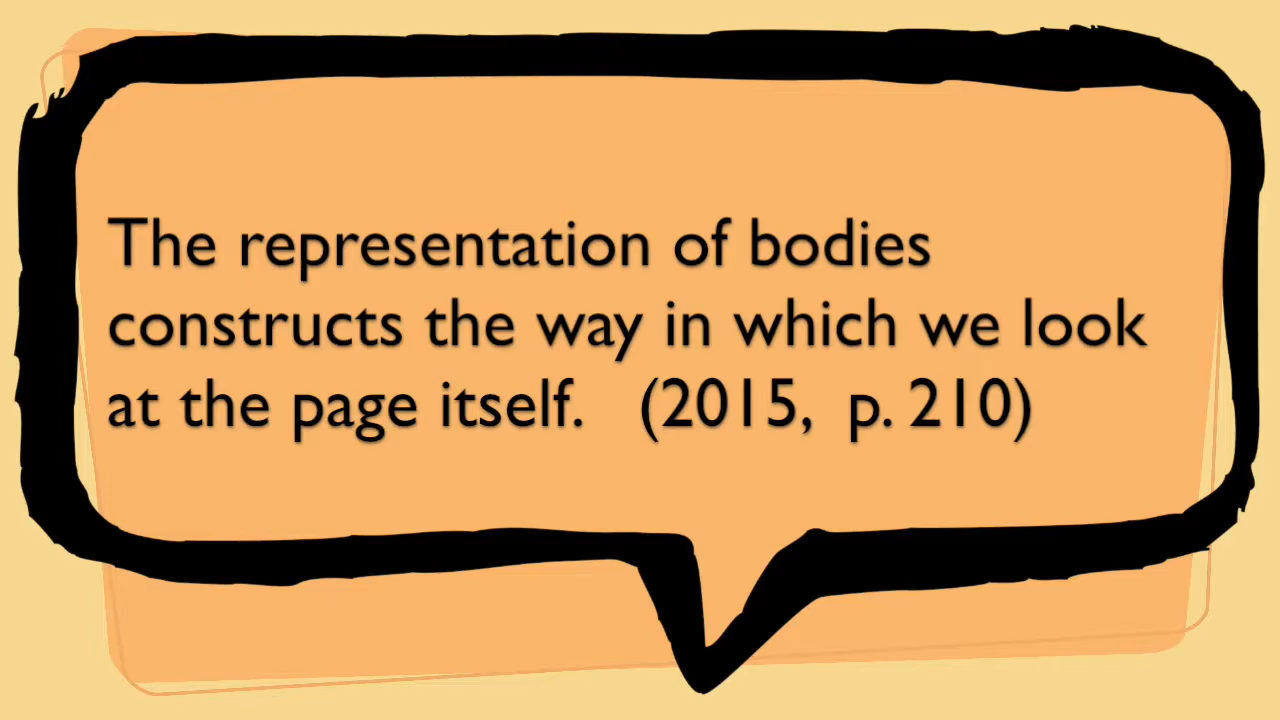 The representation of bodies
constructs the way in which we look
at the page itself. (2015, p. 210)